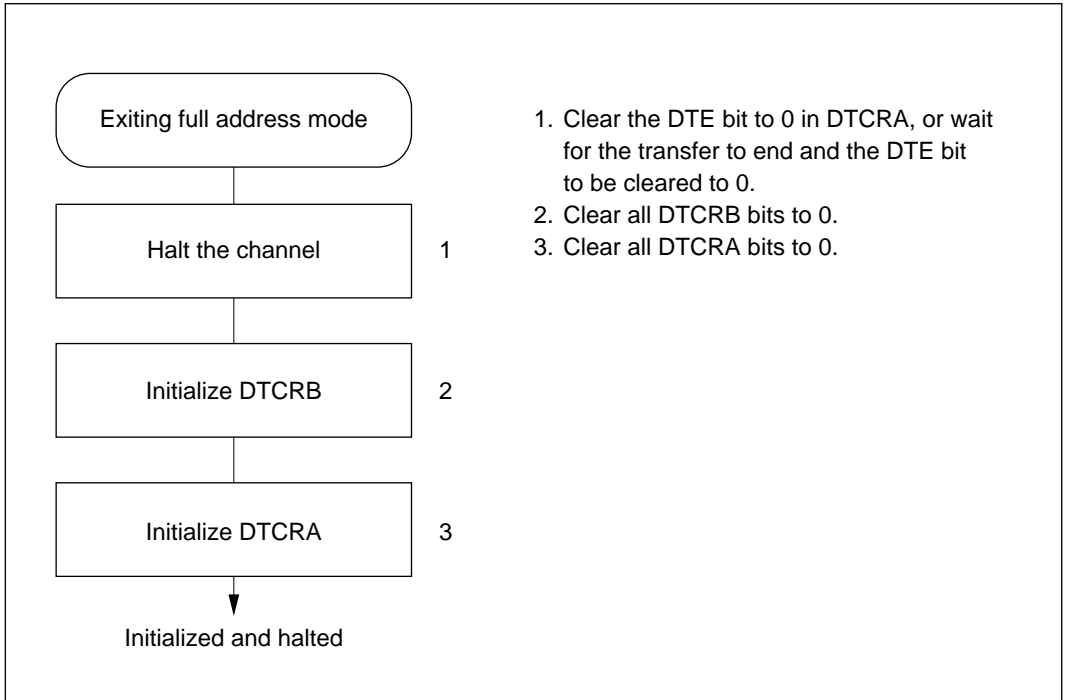 Exiting full address mode
Halt the channel 1
Initialize DTCRB 2
Initialize DTCRA 3
Initialized and halted
1. Clear the DTE bit to 0 in DTCRA, or wait
for the transfer to end and the DTE bit
to be cleared to 0.
2. Clear all DTCRB bits to 0.
3. Clear all DTCRA bits to 0.